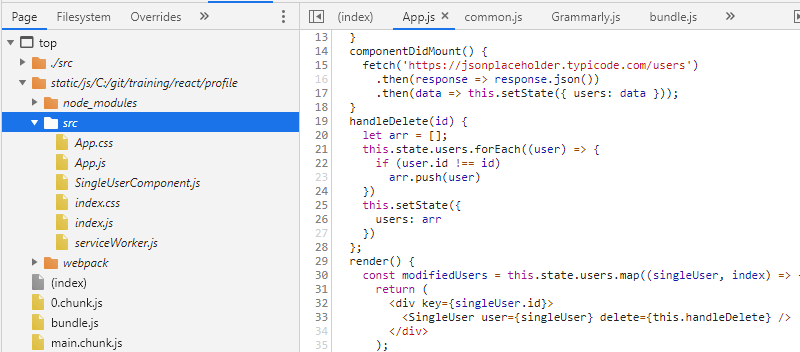 Page Filesystem Overrides »
top
./src
static/js/C:/git/training/react/profile
node_modules
src
App.css
App.js
SingleUserComponent.js
index.css
index.js
serviceWorker.js
webpack
(index)
0.chunk.js
bundle.js
main.chunk.js
(index) App.js × common.js Grammarly.js bundle.js »
13 }
14 componentDidMount() {
15 fetch('https://jsonplaceholder.typicode.com/users')
16 .then(response => response.json())
17 .then(data => this.setState({ users: data }));
18 }
19 handleDelete(id) {
20 let arr = [];
21 this.state.users.forEach((user) => {
22 if (user.id !== id)
23 arr.push(user)
24 })
25 this.setState({
26 users: arr
27 })
28 };
29 render() {
30 const modifiedUsers = this.state.users.map((singleUser, index) => {
31 return (
32 <div key={singleUser.id}>
33 <SingleUser user={singleUser} delete={this.handleDelete} />
34 </div>
35 );